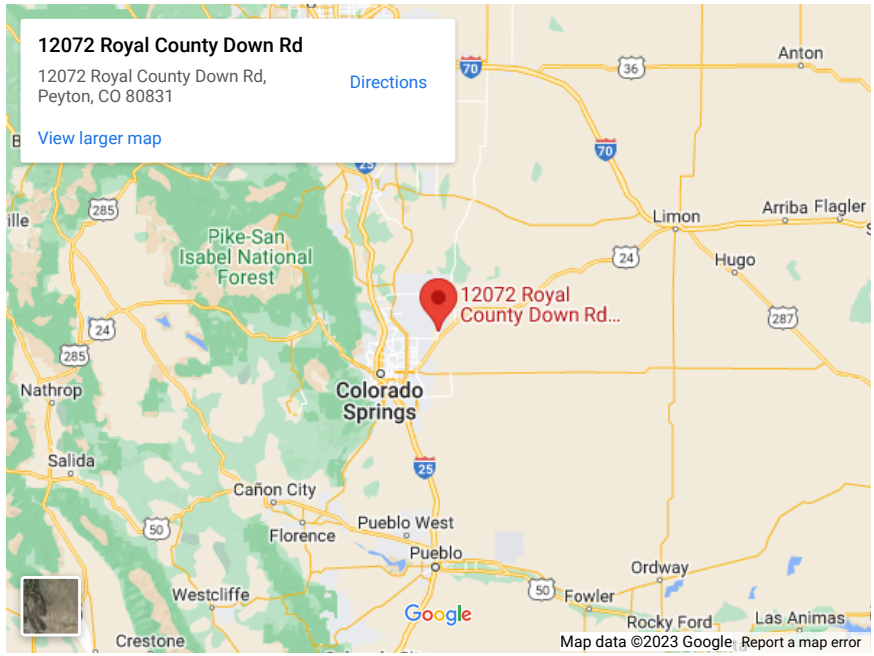 12072 Royal County Down Rd
12072 Royal County Down Rd,
Peyton, CO 80831
Directions
View larger map
70
36
Anton
25
70
285
Pike-San
Isabel National
Forest
Limon
Arriba
Flagler
Hugo
24
12072 Royal
County Down Rd...
287
24
285
Nathrop
Colorado
Springs
Salida
25
Cañon City
50
Florence
Pueblo West
Pueblo
Ordway
50
Westcliffe
Fowler
Google
Rocky Ford
Las Animas
Crestone
Map data ©2023 Google
Report a map error